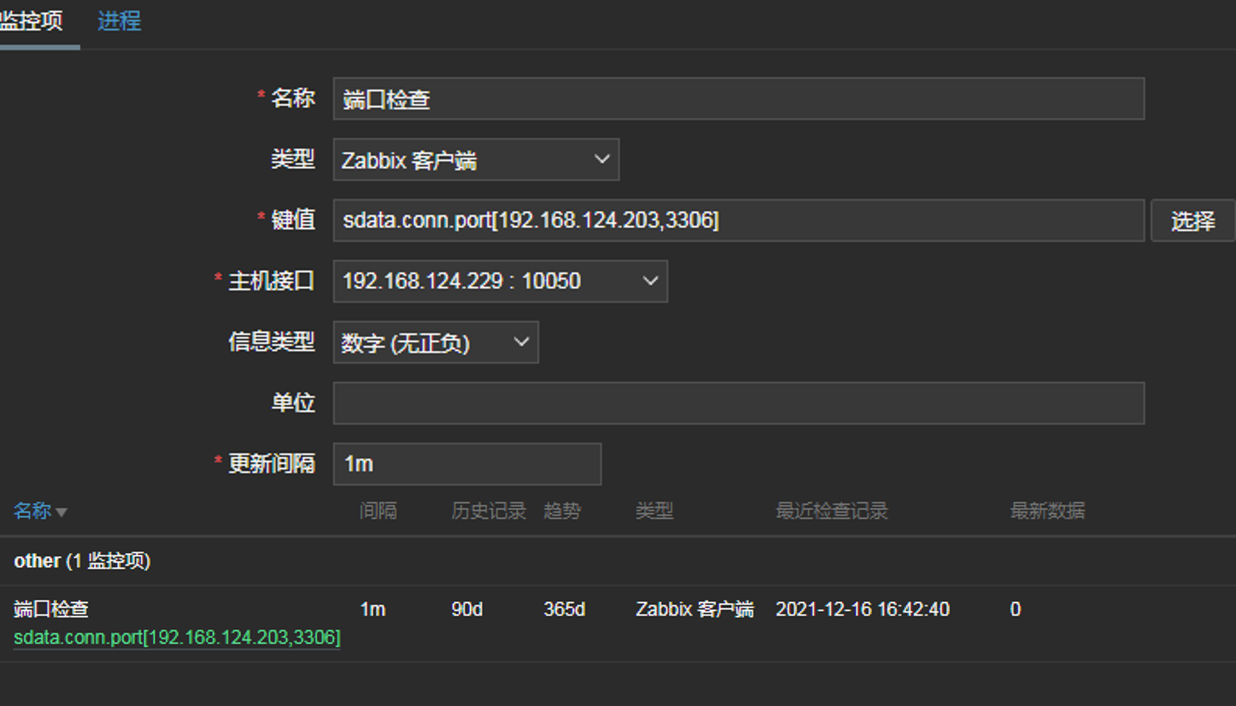 监控项 进程
* 名称 端口检查
类型 Zabbix 客户端
* 键值 sdata.conn.port[192.168.124.203,3306] 选择
* 主机接口 192.168.124.229 : 10050
信息类型 数字 (无正负)
单位
* 更新间隔 1m
名称 间隔 历史记录 趋势 类型 最近检查记录 最新数据
other (1 监控项)
端口检查 1m 90d 365d Zabbix 客户端 2021-12-16 16:42:40 0
sdata.conn.port[192.168.124.203,3306]